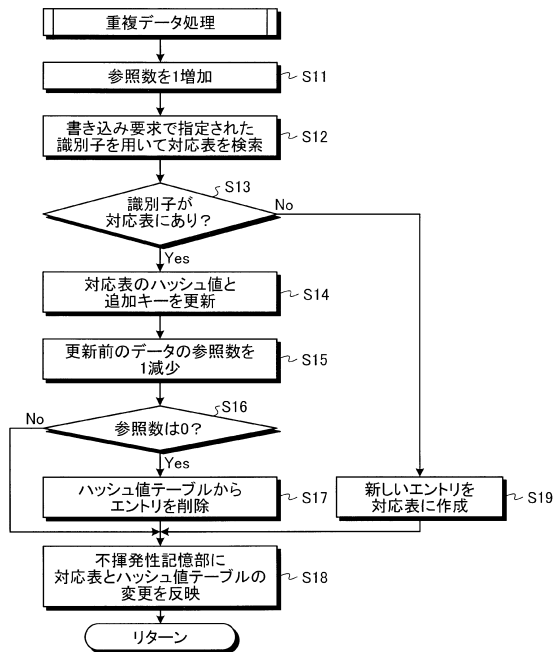 重複データ処理
参照数を1増加
S11
書き込み要求で指定された
識別子を用いて対応表を検索
S12
S13
識別子が
対応表にあり？
No
Yes
対応表のハッシュ値と
追加キーを更新
S14
更新前のデータの参照数を
1減少
S15
S16
No
参照数は0？
Yes
ハッシュ値テーブルから
エントリを削除
S17
新しいエントリを
対応表に作成
S19
不揮発性記憶部に
対応表とハッシュ値テーブルの
変更を反映
S18
リターン